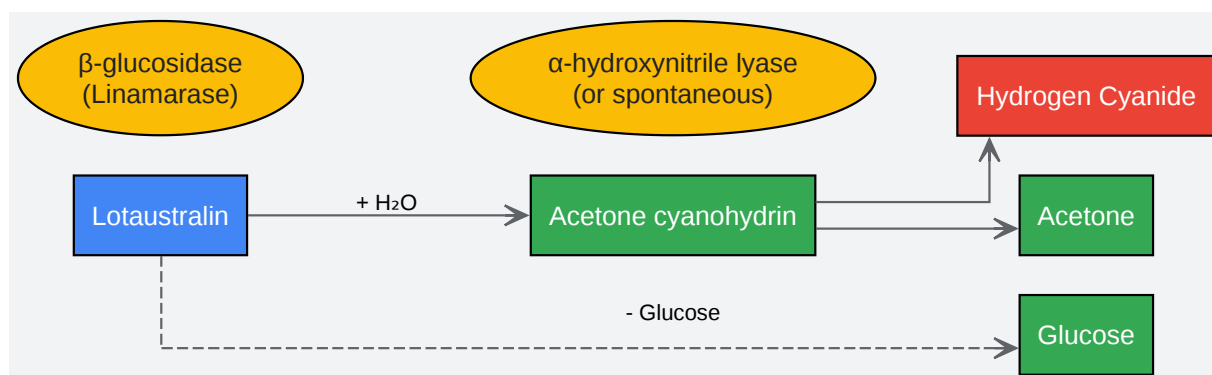 β-glucosidase
(Linamarase)
α-hydroxynitrile lyase
(or spontaneous)
Hydrogen Cyanide
Lotaustralin
+ H₂O
Acetone cyanohydrin
Acetone
- Glucose
Glucose